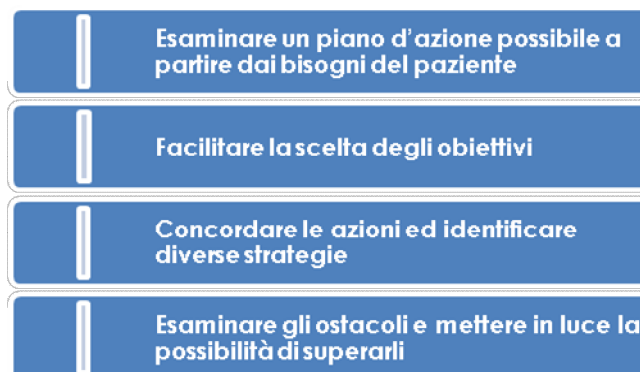 Esaminare un piano d’azione possibile a
partire dai bisogni del paziente
Facilitare la scelta degli obiettivi
Concordare le azioni ed identificare
diverse strategie
Esaminare gli ostacoli e mettere in luce la
possibilità di superarli